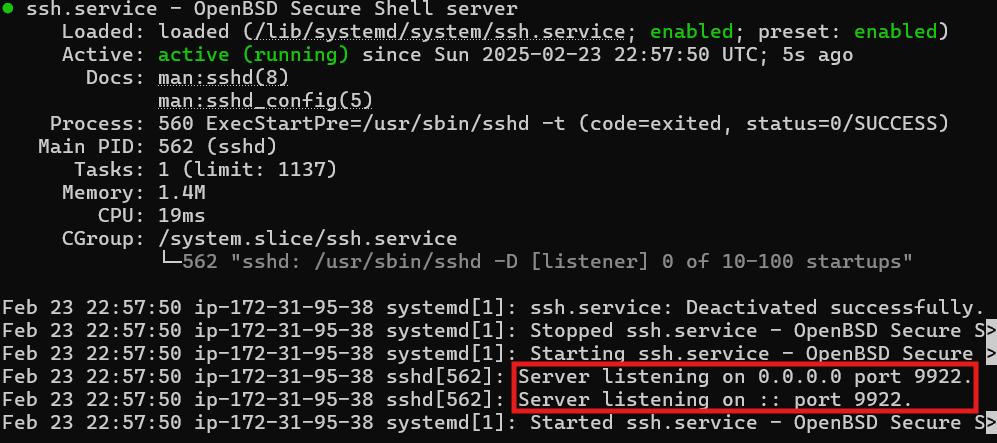 ● ssh.service - OpenBSD Secure Shell server
     Loaded: loaded (/lib/systemd/system/ssh.service; enabled; preset: enabled)
     Active: active (running) since Sun 2025-02-23 22:57:50 UTC; 5s ago
       Docs: man:sshd(8)
             man:sshd_config(5)
    Process: 560 ExecStartPre=/usr/sbin/sshd -t (code=exited, status=0/SUCCESS)
   Main PID: 562 (sshd)
      Tasks: 1 (limit: 1137)
     Memory: 1.4M
        CPU: 19ms
     CGroup: /system.slice/ssh.service
             └─562 "sshd: /usr/sbin/sshd -D [listener] 0 of 10-100 startups"
Feb 23 22:57:50 ip-172-31-95-38 systemd[1]: ssh.service: Deactivated successfully.
Feb 23 22:57:50 ip-172-31-95-38 systemd[1]: Stopped ssh.service - OpenBSD Secure S>
Feb 23 22:57:50 ip-172-31-95-38 systemd[1]: Starting ssh.service - OpenBSD Secure >
Feb 23 22:57:50 ip-172-31-95-38 sshd[562]: Server listening on 0.0.0.0 port 9922.
Feb 23 22:57:50 ip-172-31-95-38 sshd[562]: Server listening on :: port 9922.
Feb 23 22:57:50 ip-172-31-95-38 systemd[1]: Started ssh.service - OpenBSD Secure S>